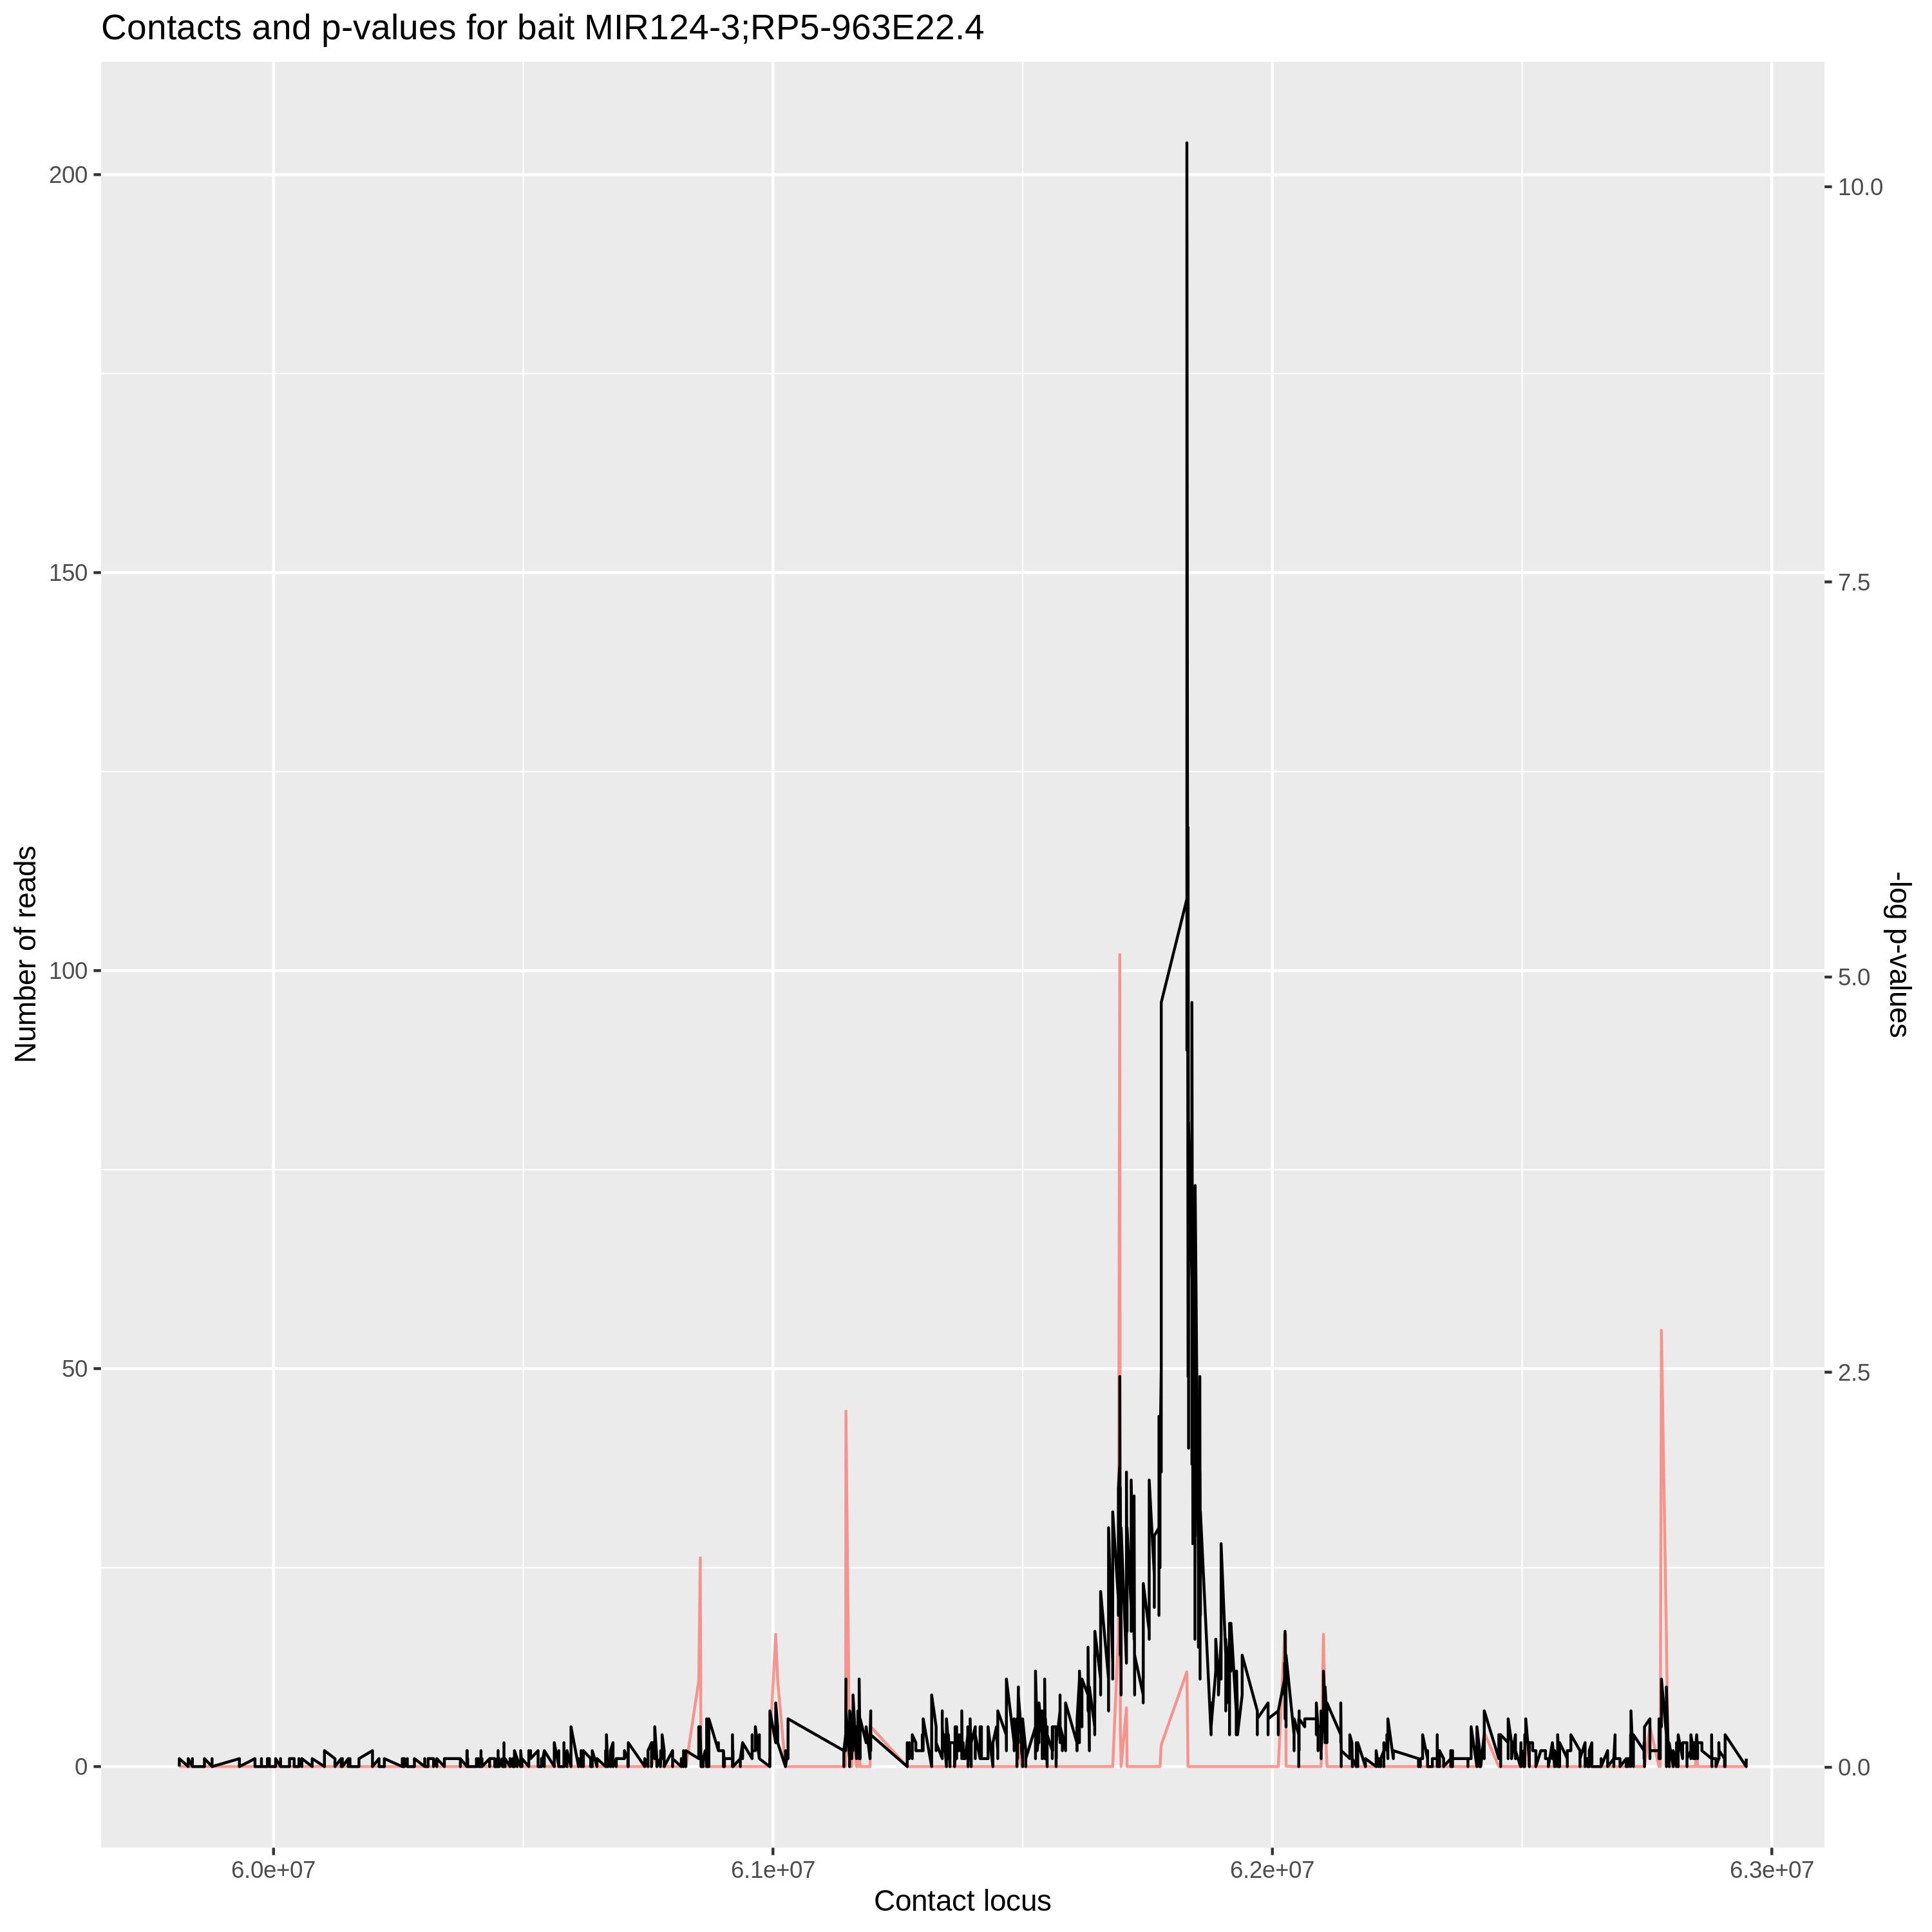 Contacts and p-values for bait MIR124-3;RP5-963E22.4
200
150
100
50
0
Number of reads
10.0
7.5
5.0
2.5
0.0
-log p-values
6.0e+07
6.1e+07
6.2e+07
6.3e+07
Contact locus